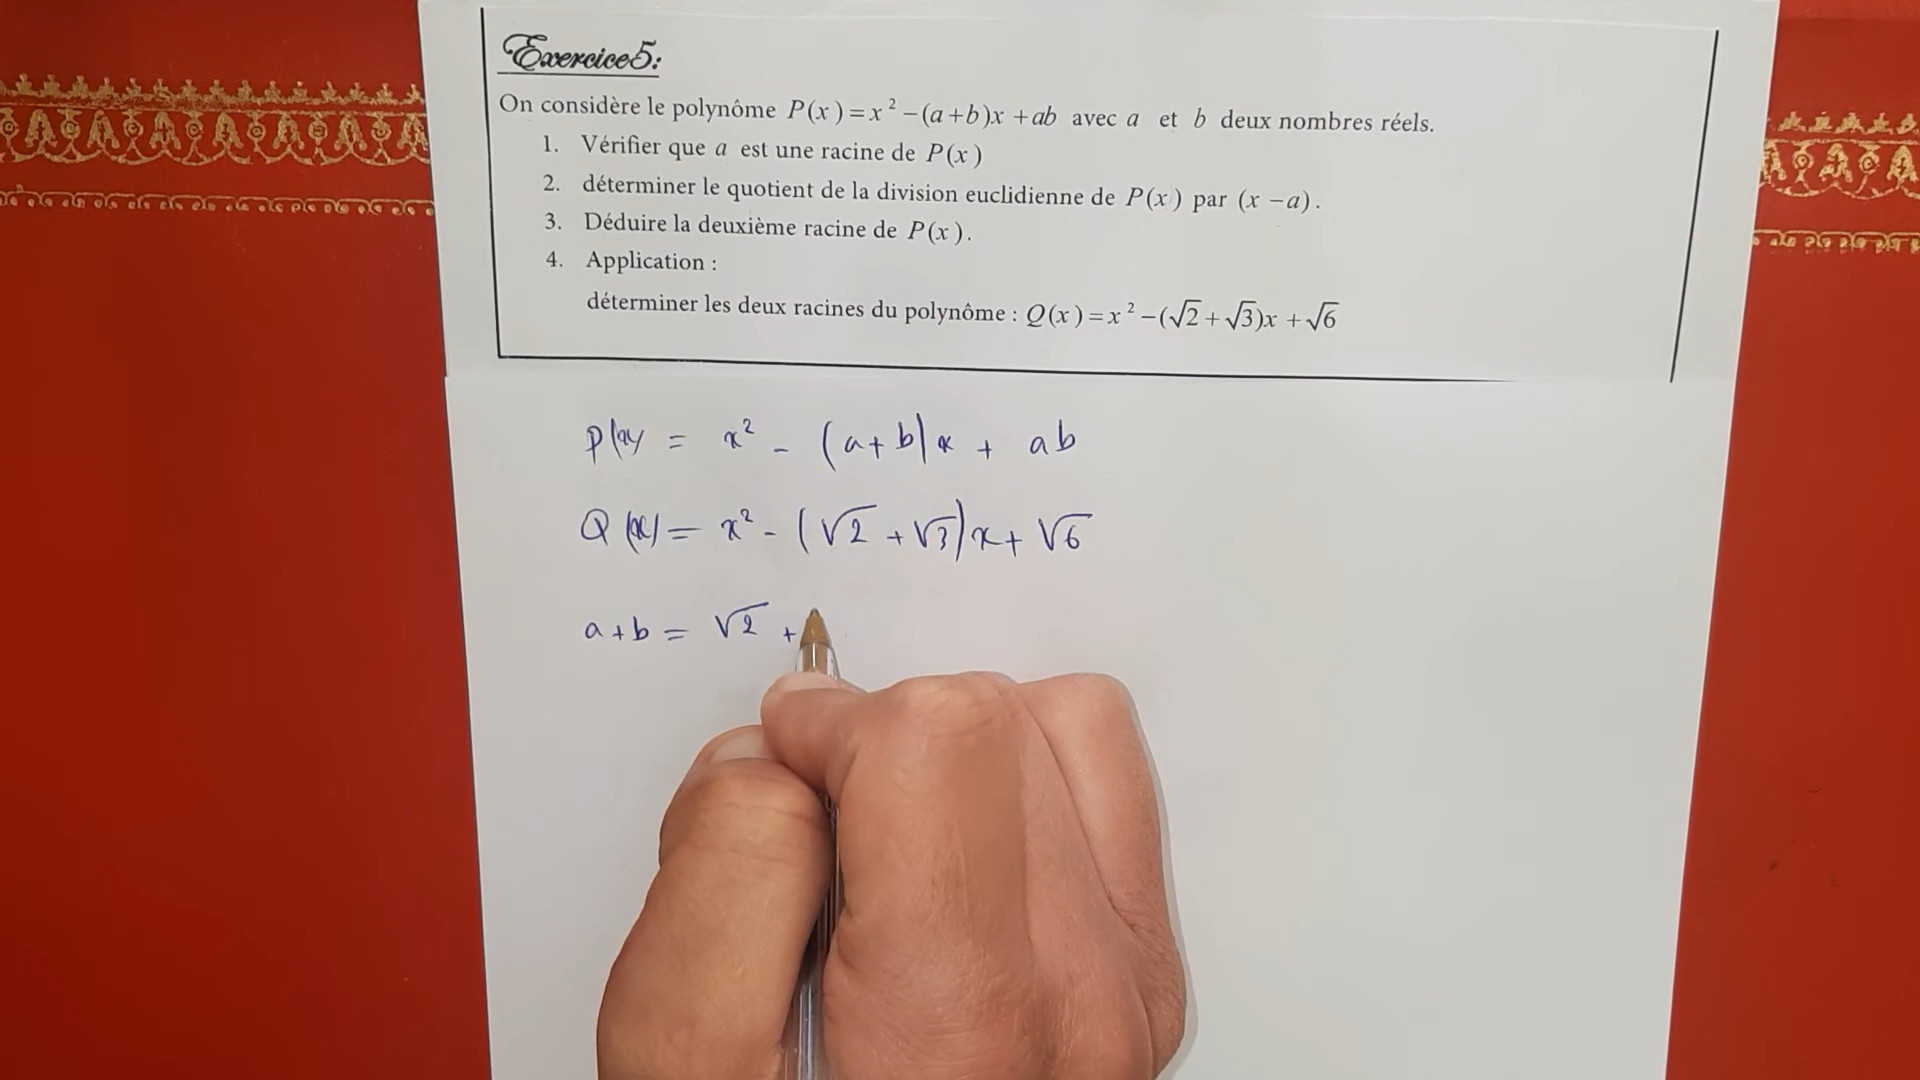 Exercice5:
On considère le polynôme P(x)=x²−(a+b)x+ab avec a et b deux nombres réels.
1. Vérifier que a est une racine de P(x)
2. déterminer le quotient de la division euclidienne de P(x) par (x−a).
3. Déduire la deuxième racine de P(x).
4. Application :
déterminer les deux racines du polynôme : Q(x)=x²−(√2+√3)x+√6
P(x) = x² - (a+b)x + ab
Q(x) = x² - (√2 + √3)x + √6
a+b = √2 +